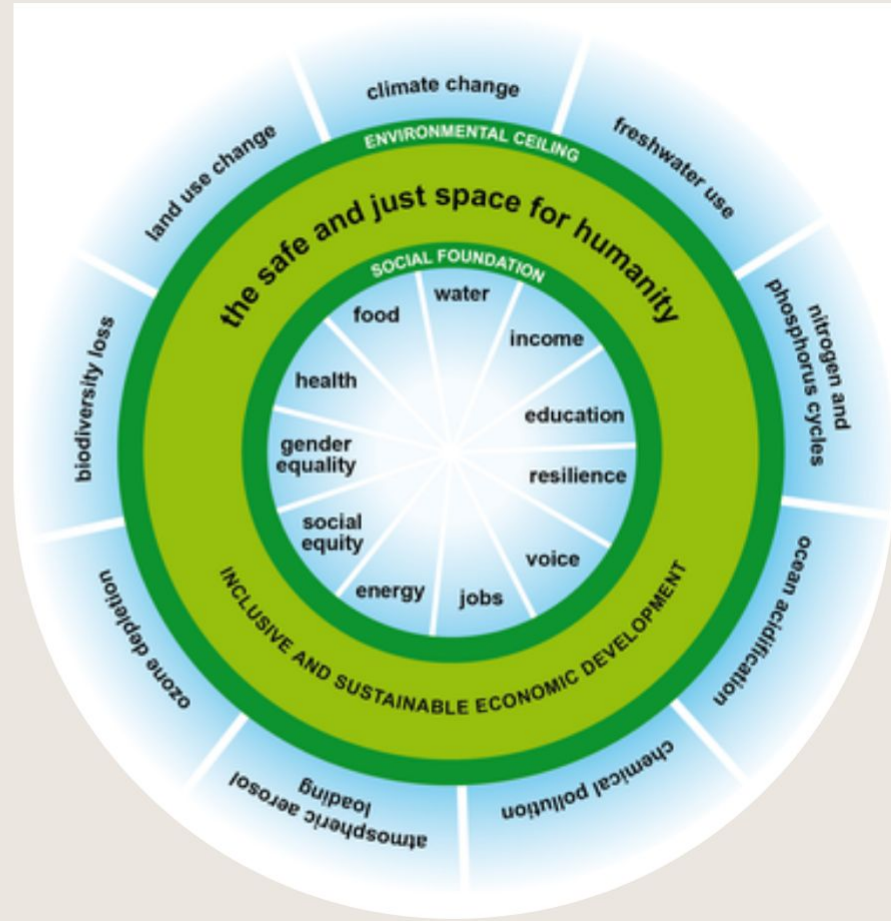 climate change
freshwater use
nitrogen and
phosphorus cycles
ocean acidification
chemical pollution
atmospheric aerosol
loading
ozone depletion
biodiversity loss
land use change
ENVIRONMENTAL CEILING
the safe and just space for humanity
SOCIAL FOUNDATION
water
income
education
resilience
voice
jobs
energy
social
equity
gender
equality
health
food
INCLUSIVE AND SUSTAINABLE ECONOMIC DEVELOPMENT